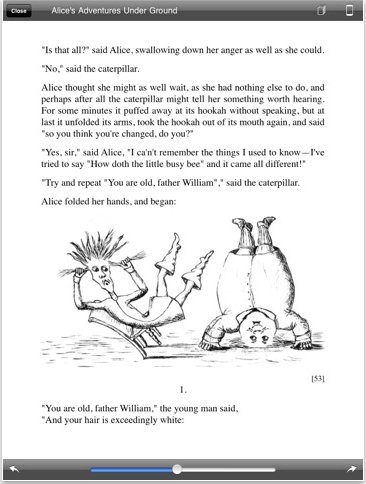 Close
Alice's Adventures Under Ground
"Is that all?" said Alice, swallowing down her anger as well as she could.
"No," said the caterpillar.
Alice thought she might as well wait, as she had nothing else to do, and
perhaps after all the caterpillar might tell her something worth hearing.
For some minutes it puffed away at its hookah without speaking, but at
last it unfolded its arms, took the hookah out of its mouth again, and said
"so you think you're changed, do you?"
"Yes, sir," said Alice, "I ca'n't remember the things I used to know—I've
tried to say "How doth the little busy bee" and it came all different!"
"Try and repeat "You are old, father William"," said the caterpillar.
Alice folded her hands, and began:
[53]
1.
"You are old, father William," the young man said,
"And your hair is exceedingly white: